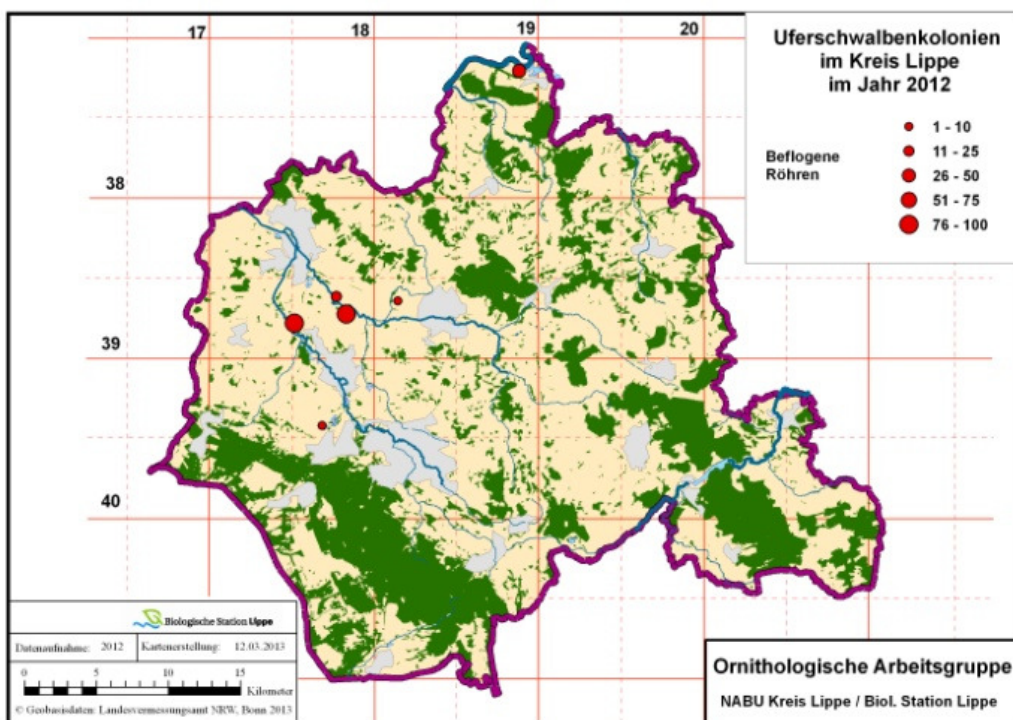 17
18
19
20
38
39
40
Uferschwalbenkolonien
im Kreis Lippe
im Jahr 2012
Beflogene
Röhren
1 - 10
11 - 25
26 - 50
51 - 75
76 - 100
Biologische Station Lippe
Datenaufnahme: 2012 Kartenerstellung: 12.03.2013
0 5 10 15
Kilometer
© Geobasisdaten: Landesvermessungsamt NRW, Bonn 2013
Ornithologische Arbeitsgruppe
NABU Kreis Lippe / Biol. Station Lippe